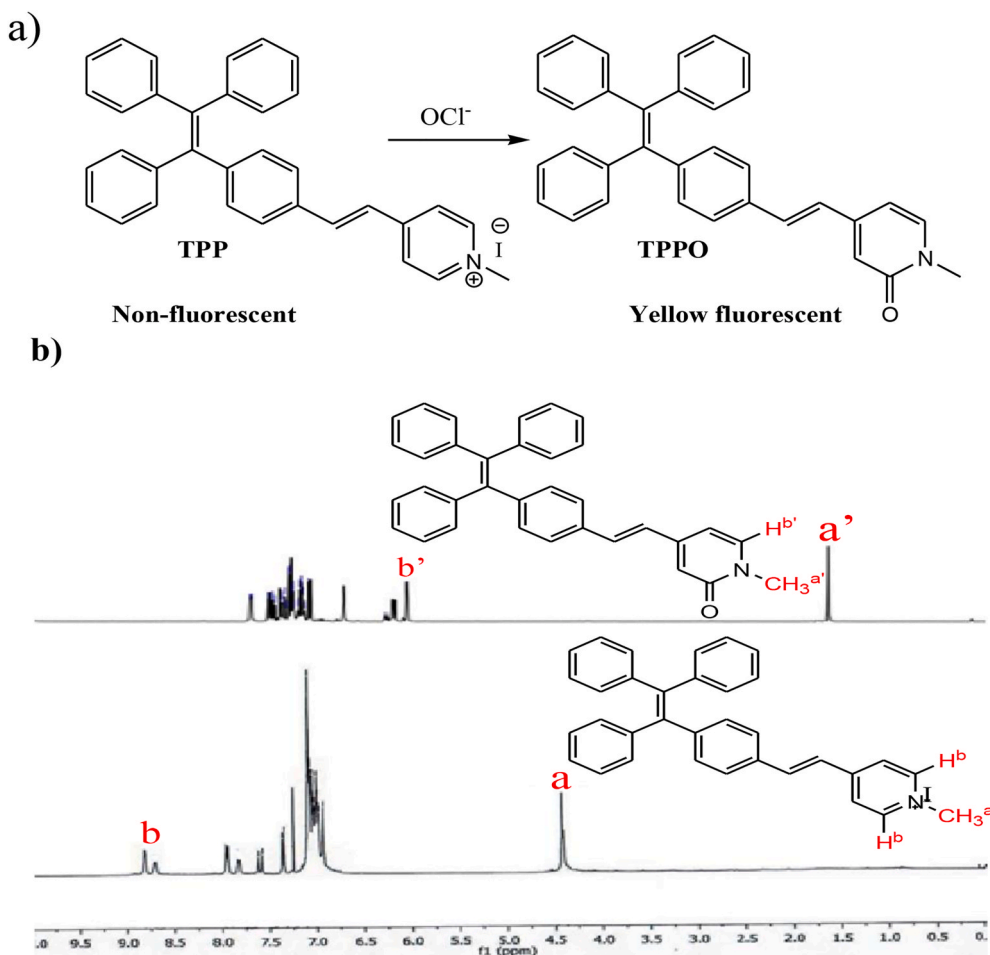 a)
OCl-
N
⊕
⊖
I
N
O
TPP
TPPO
Non-fluorescent
Yellow fluorescent
b)
Hb'
N
CH3a'
O
b'
a’
Hb
N
I
CH3a
Hb
b
a
9.5 9.0 8.5 8.0 7.5 7.0 6.5 6.0 5.5 5.0 4.5 4.0 3.5 3.0 2.5 2.0 1.5 1.0 0.5
f1 (ppm)